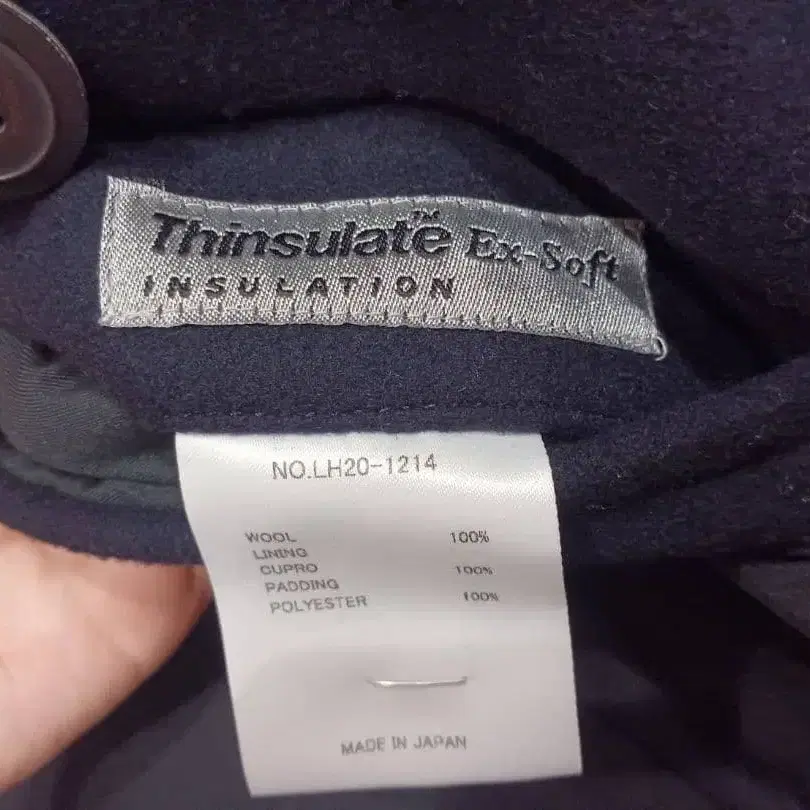 Thinsulate™ Ex-Soft
INSULATION
NO.LH20-1214
WOOL 100%
LINING
CUPRO 100%
PADDING
POLYESTER 100%
MADE IN JAPAN